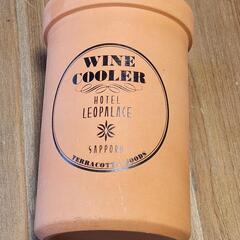 WINE
COOLER
HOTEL
LEOPALACE
SAPPORO
TERRACOTTA GOODS